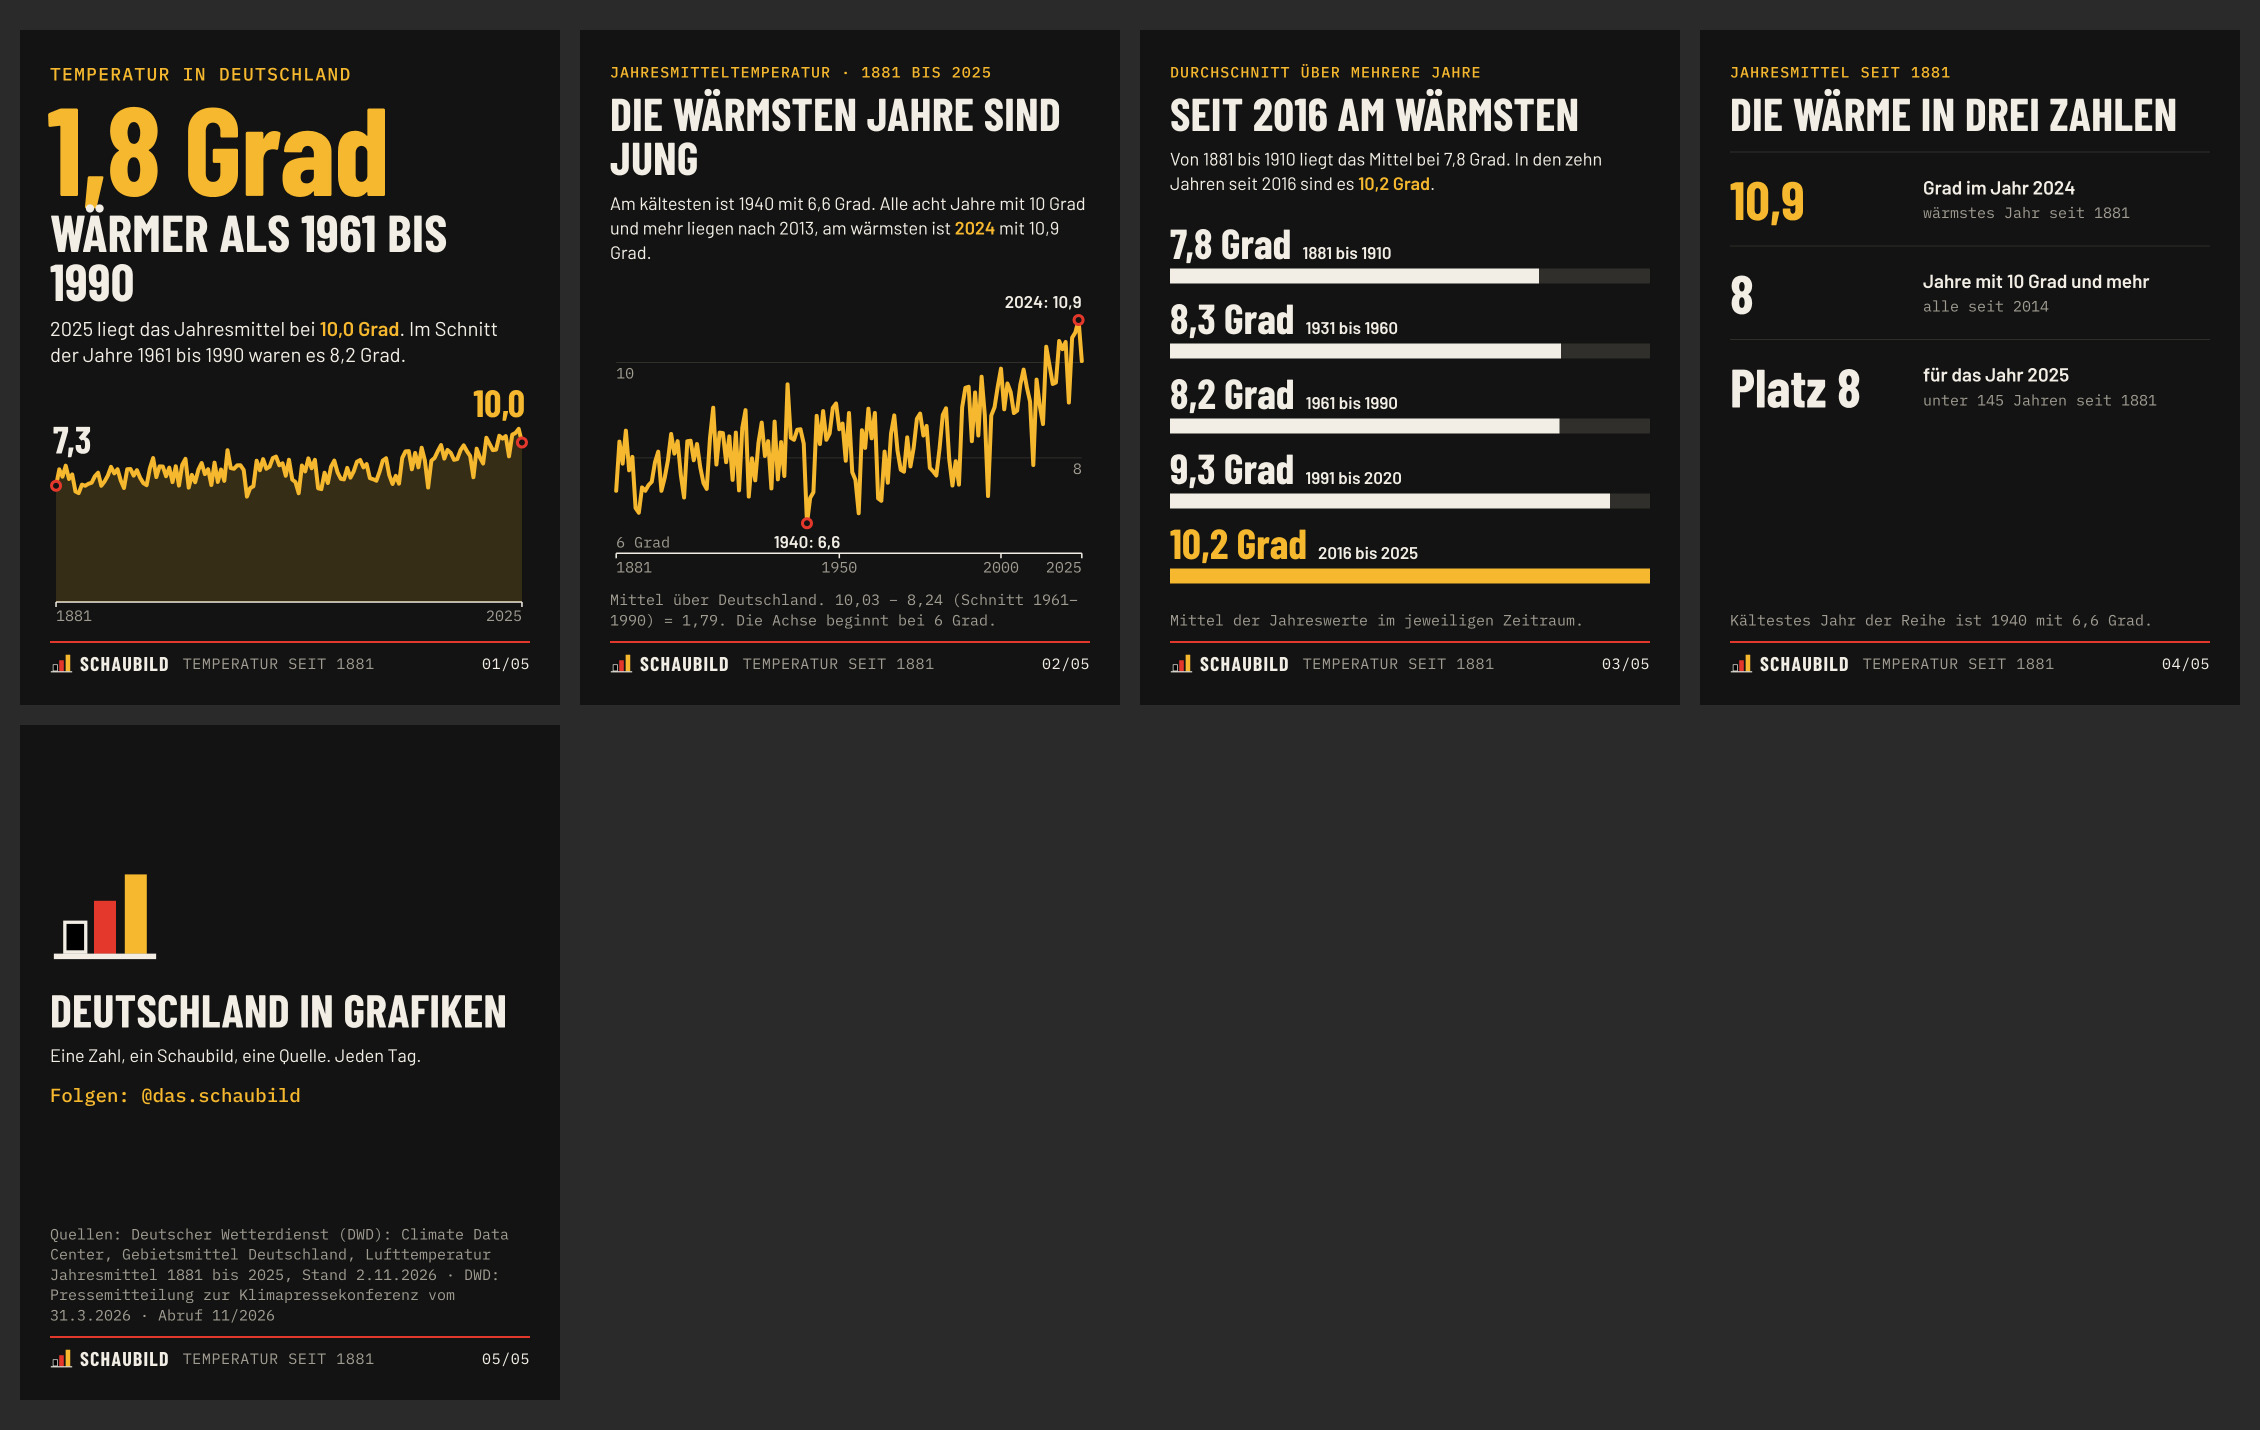 TEMPERATUR IN DEUTSCHLAND
1,8 Grad
WÄRMER ALS 1961 BIS
1990
2025 liegt das Jahresmittel bei 10,0 Grad. Im Schnitt
der Jahre 1961 bis 1990 waren es 8,2 Grad.
10,0
7,3
1881 2025
SCHAUBILD TEMPERATUR SEIT 1881 01/05
JAHRESMITTELTEMPERATUR · 1881 BIS 2025
DIE WÄRMSTEN JAHRE SIND
JUNG
Am kältesten ist 1940 mit 6,6 Grad. Alle acht Jahre mit 10 Grad
und mehr liegen nach 2013, am wärmsten ist 2024 mit 10,9
Grad.
2024: 10,9
10
8
6 Grad 1940: 6,6
1881 1950 2000 2025
Mittel über Deutschland. 10,03 – 8,24 (Schnitt 1961–
1990) = 1,79. Die Achse beginnt bei 6 Grad.
SCHAUBILD TEMPERATUR SEIT 1881 02/05
DURCHSCHNITT ÜBER MEHRERE JAHRE
SEIT 2016 AM WÄRMSTEN
Von 1881 bis 1910 liegt das Mittel bei 7,8 Grad. In den zehn
Jahren seit 2016 sind es 10,2 Grad.
7,8 Grad 1881 bis 1910
8,3 Grad 1931 bis 1960
8,2 Grad 1961 bis 1990
9,3 Grad 1991 bis 2020
10,2 Grad 2016 bis 2025
Mittel der Jahreswerte im jeweiligen Zeitraum.
SCHAUBILD TEMPERATUR SEIT 1881 03/05
JAHRESMITTEL SEIT 1881
DIE WÄRME IN DREI ZAHLEN
10,9 Grad im Jahr 2024
wärmstes Jahr seit 1881
8 Jahre mit 10 Grad und mehr
alle seit 2014
Platz 8 für das Jahr 2025
unter 145 Jahren seit 1881
Kältestes Jahr der Reihe ist 1940 mit 6,6 Grad.
SCHAUBILD TEMPERATUR SEIT 1881 04/05
DEUTSCHLAND IN GRAFIKEN
Eine Zahl, ein Schaubild, eine Quelle. Jeden Tag.
Folgen: @das.schaubild
Quellen: Deutscher Wetterdienst (DWD): Climate Data
Center, Gebietsmittel Deutschland, Lufttemperatur
Jahresmittel 1881 bis 2025, Stand 2.11.2026 · DWD:
Pressemitteilung zur Klimapressekonferenz vom
31.3.2026 · Abruf 11/2026
SCHAUBILD TEMPERATUR SEIT 1881 05/05